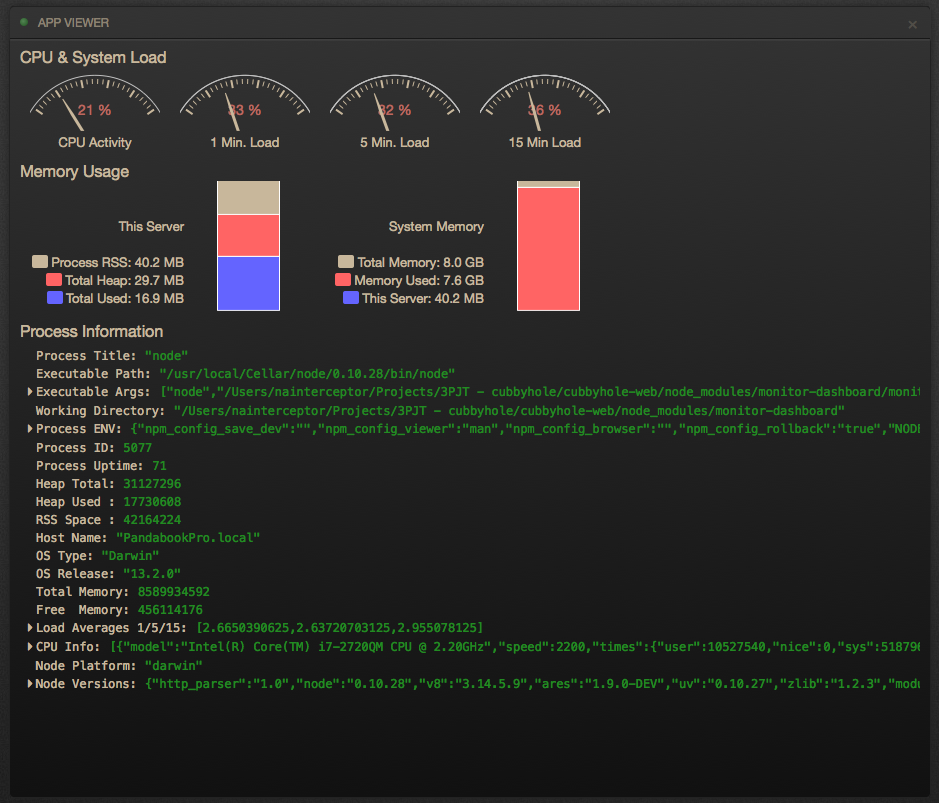 APP VIEWER
×
CPU & System Load
21 %
33 %
32 %
36 %
CPU Activity
1 Min. Load
5 Min. Load
15 Min Load
Memory Usage
This Server
Process RSS: 40.2 MB
Total Heap: 29.7 MB
Total Used: 16.9 MB
System Memory
Total Memory: 8.0 GB
Memory Used: 7.6 GB
This Server: 40.2 MB
Process Information
Process Title: "node"
Executable Path: "/usr/local/Cellar/node/0.10.28/bin/node"
Executable Args: ["node","/Users/nainterceptor/Projects/3PJT – cubbyhole/cubbyhole-web/node_modules/monitor-dashboard/monit
Working Directory: "/Users/nainterceptor/Projects/3PJT – cubbyhole/cubbyhole-web/node_modules/monitor-dashboard"
Process ENV: {"npm_config_save_dev":"","npm_config_viewer":"man","npm_config_browser":"","npm_config_rollback":"true","NODE
Process ID: 5077
Process Uptime: 71
Heap Total: 31127296
Heap Used : 17730608
RSS Space : 42164224
Host Name: "PandabookPro.local"
OS Type: "Darwin"
OS Release: "13.2.0"
Total Memory: 8589934592
Free  Memory: 456114176
Load Averages 1/5/15: [2.6650390625,2.63720703125,2.955078125]
CPU Info: [{"model":"Intel(R) Core(TM) i7-2720QM CPU @ 2.20GHz","speed":2200,"times":{"user":10527540,"nice":0,"sys":518790
Node Platform: "darwin"
Node Versions: {"http_parser":"1.0","node":"0.10.28","v8":"3.14.5.9","ares":"1.9.0-DEV","uv":"0.10.27","zlib":"1.2.3","modu